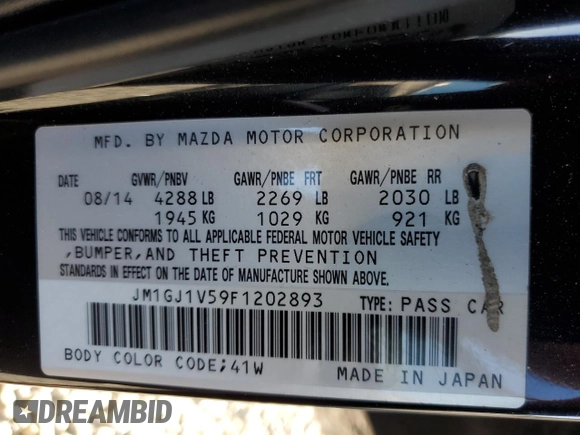 MFD. BY MAZDA MOTOR CORPORATION
DATE GVWR/PNBV GAWR/PNBE FRT GAWR/PNBE RR
08/14 4288 LB 2269 LB 2030 LB
1945 KG 1029 KG 921 KG
THIS VEHICLE CONFORMS TO ALL APPLICABLE FEDERAL MOTOR VEHICLE SAFETY
,BUMPER,AND THEFT PREVENTION
STANDARDS IN EFFECT ON THE DATE OF MANUFACTURE SHOWN ABOVE.
JM1GJ1V59F1202893 TYPE: PASS CAR
BODY COLOR CODE;41W
MADE IN JAPAN
DREAMBID